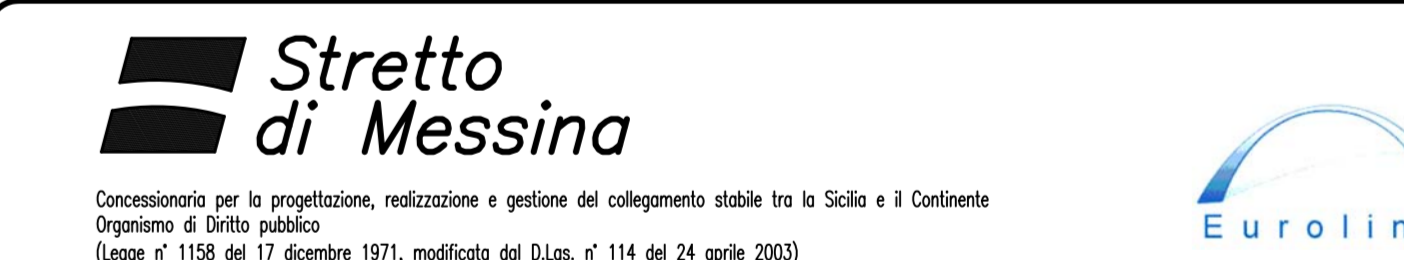 Stretto
di Messina
Concessionaria per la progettazione, realizzazione e gestione del collegamento stabile tra la Sicilia e il Continente
Organismo di Diritto pubblico
(Legge n° 1158 del 17 dicembre 1971, modificata dal D.Lgs. n° 114 del 24 aprile 2003)
Eurolin